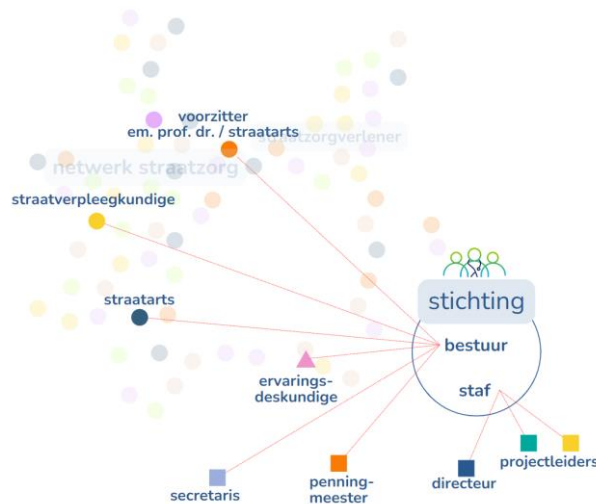 voorzitter
em. prof. dr. / straatarts
straatzorgverlener
netwerk straatzorg
straatverpleegkundige
stichting
straatarts
bestuur
ervarings-
deskundige
staf
projectleiders
penning-
meester
directeur
secretaris